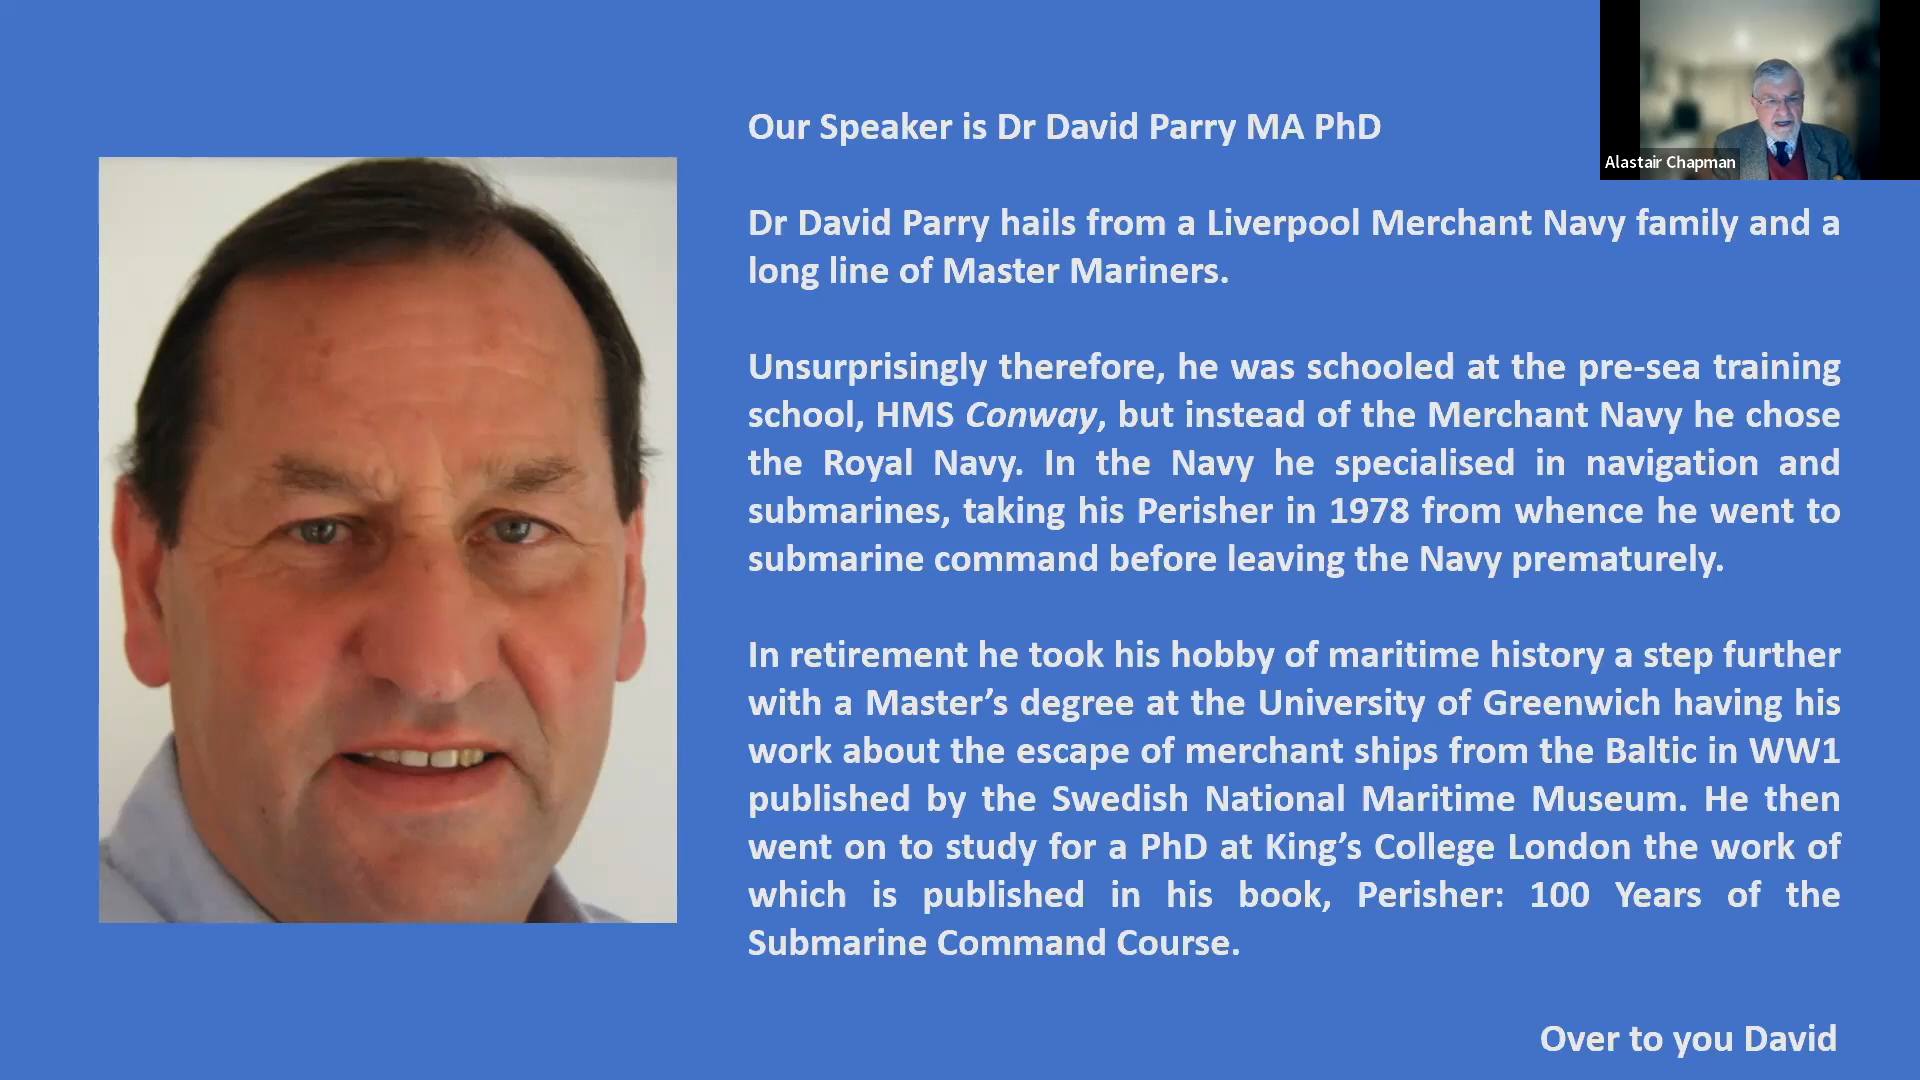 Our Speaker is Dr David Parry MA PhD
Alastair Chapman
Dr David Parry hails from a Liverpool Merchant Navy family and a
long line of Master Mariners.
Unsurprisingly therefore, he was schooled at the pre-sea training
school, HMS Conway, but instead of the Merchant Navy he chose
the Royal Navy. In the Navy he specialised in navigation and
submarines, taking his Perisher in 1978 from whence he went to
submarine command before leaving the Navy prematurely.
In retirement he took his hobby of maritime history a step further
with a Master’s degree at the University of Greenwich having his
work about the escape of merchant ships from the Baltic in WW1
published by the Swedish National Maritime Museum. He then
went on to study for a PhD at King’s College London the work of
which is published in his book, Perisher: 100 Years of the
Submarine Command Course.
Over to you David